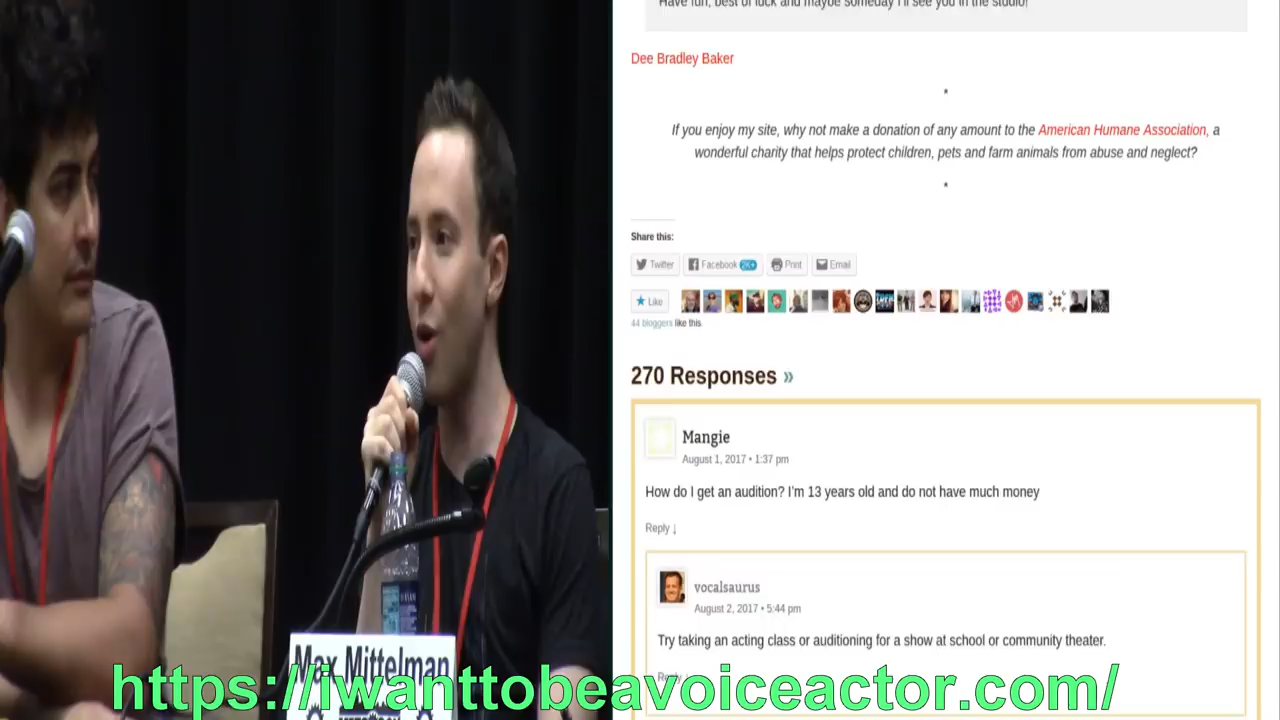 Have fun, best of luck and maybe someday I'll see you in the studio!
Dee Bradley Baker
*
If you enjoy my site, why not make a donation of any amount to the American Humane Association, a
wonderful charity that helps protect children, pets and farm animals from abuse and neglect?
*
Share this:
Twitter Facebook 2K+ Print Email
Like
44 bloggers like this.
270 Responses »
Mangie
August 1, 2017 • 1:37 pm
How do I get an audition? I'm 13 years old and do not have much money
Reply ↓
vocalsaurus
August 2, 2017 • 5:44 pm
Try taking an acting class or auditioning for a show at school or community theater.
Reply ↓
Max Mittelman
https://iwanttobeavoiceactor.com/